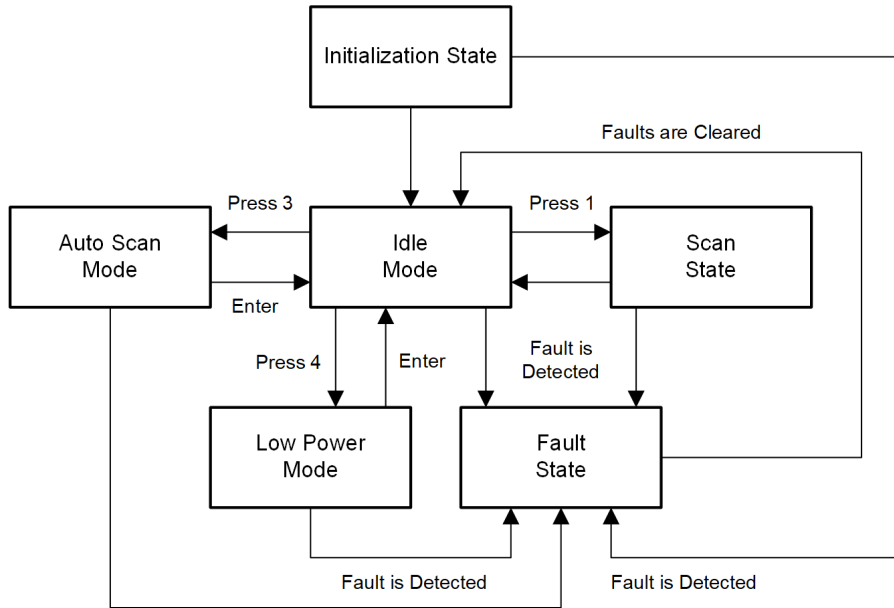 Initialization State
Faults are Cleared
Press 3
Press 1
Auto Scan
Mode
Idle
Mode
Scan
State
Enter
Press 4
Enter
Fault is
Detected
Low Power
Mode
Fault
State
Fault is Detected
Fault is Detected